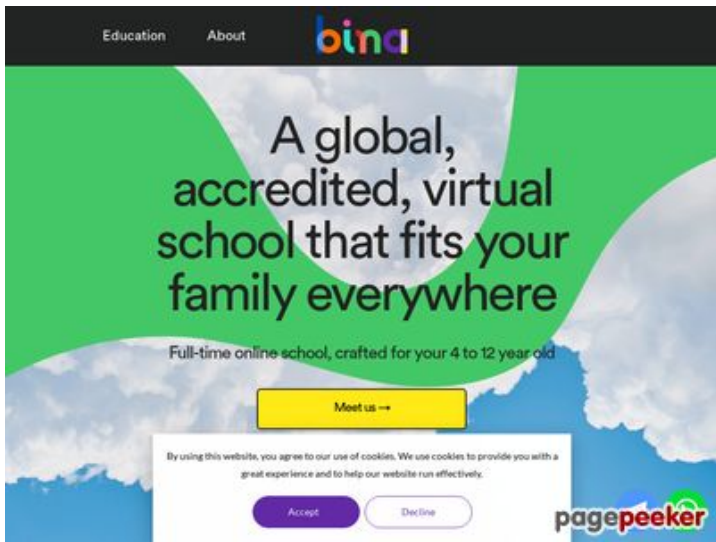 Education About bina
A global,
accredited, virtual
school that fits your
family everywhere
Full-time online school, crafted for your 4 to 12 year old
Meet us →
By using this website, you agree to our use of cookies. We use cookies to provide you with a
great experience and to help our website run effectively.
Accept Decline
pagepeeker